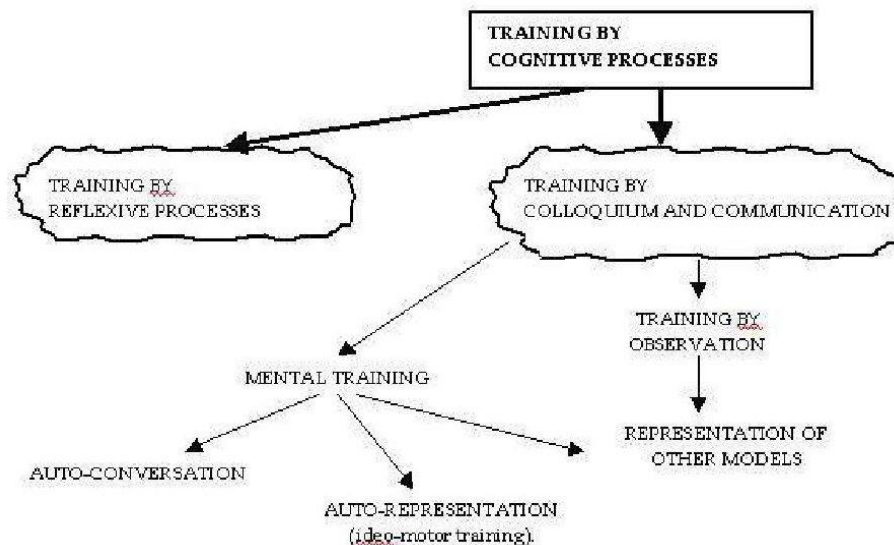 TRAINING BY
COGNITIVE PROCESSES
TRAINING BY
REFLEXIVE PROCESSES
TRAINING BY
COLLOQUIUM AND COMMUNICATION
TRAINING BY
OBSERVATION
MENTAL TRAINING
REPRESENTATION OF
OTHER MODELS
AUTO-CONVERSATION
AUTO-REPRESENTATION
(ideo-motor training).